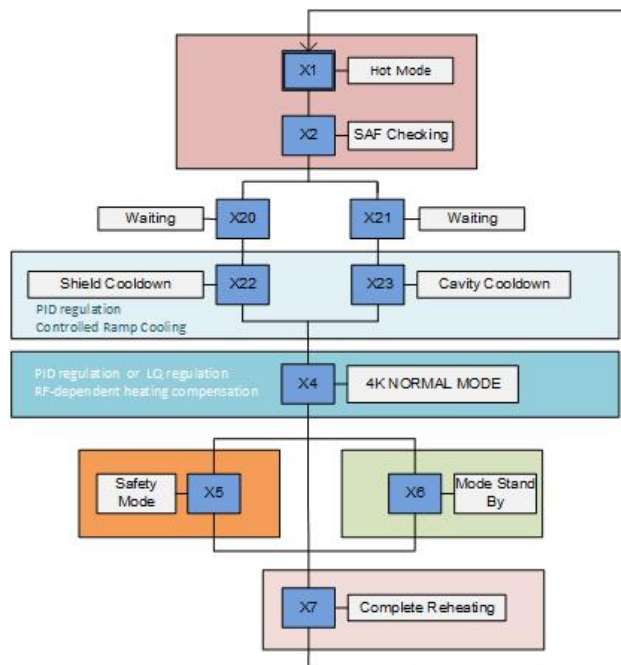 X1
Hot Mode
X2
SAF Checking
Waiting
X20
X21
Waiting
Shield Cooldown
X22
X23
Cavity Cooldown
PID regulation
Controlled Ramp Cooling
PID regulation or LQ regulation
RF-dependent heating compensation
X4
4K NORMAL MODE
Safety
Mode
X5
X6
Mode Stand
By
X7
Complete Reheating